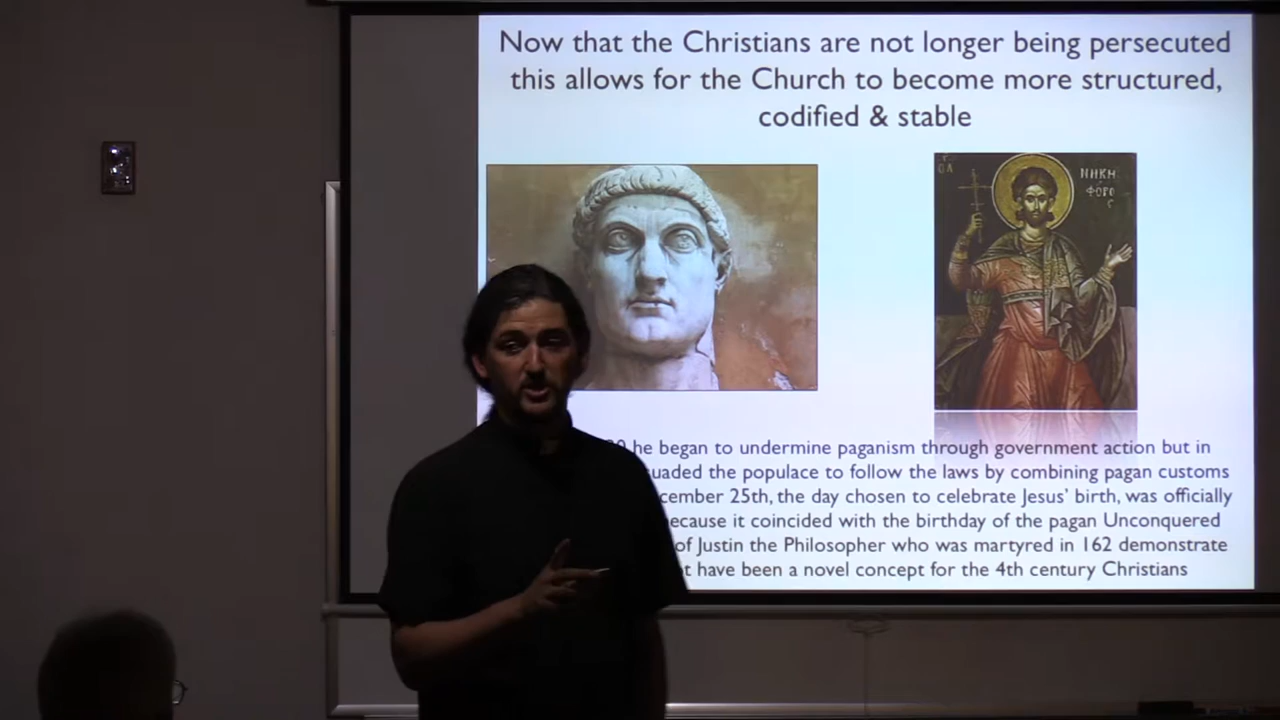 Now that the Christians are not longer being persecuted
this allows for the Church to become more structured,
codified & stable
ΝΗΚΗ
ΦΟΡΟ
С
he began to undermine paganism through government action but in
the populace to follow the laws by combining pagan customs
25th, the day chosen to celebrate Jesus' birth, was officially
it coincided with the birthday of the pagan Unconquered
of Justin the Philosopher who was martyred in 162 demonstrate
have been a novel concept for the 4th century Christians